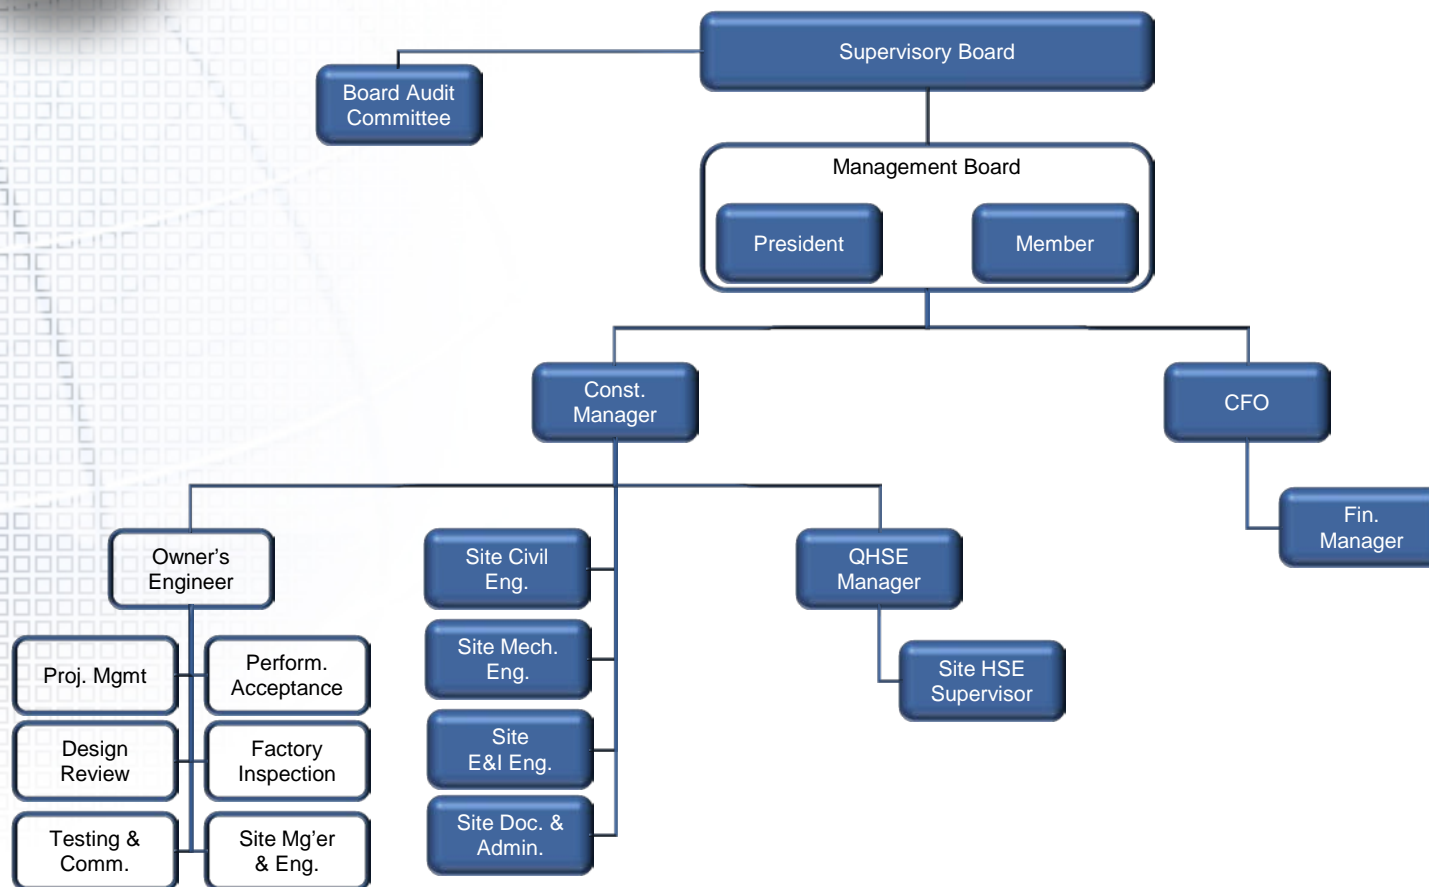 Supervisory Board
Board Audit
Committee
Management Board
President
Member
Const.
Manager
CFO
Fin.
Manager
Owner’s
Engineer
Site Civil
Eng.
QHSE
Manager
Proj. Mgmt
Perform.
Acceptance
Site Mech.
Eng.
Site HSE
Supervisor
Design
Review
Factory
Inspection
Site
E&I Eng.
Testing &
Comm.
Site Mg’er
& Eng.
Site Doc. &
Admin.